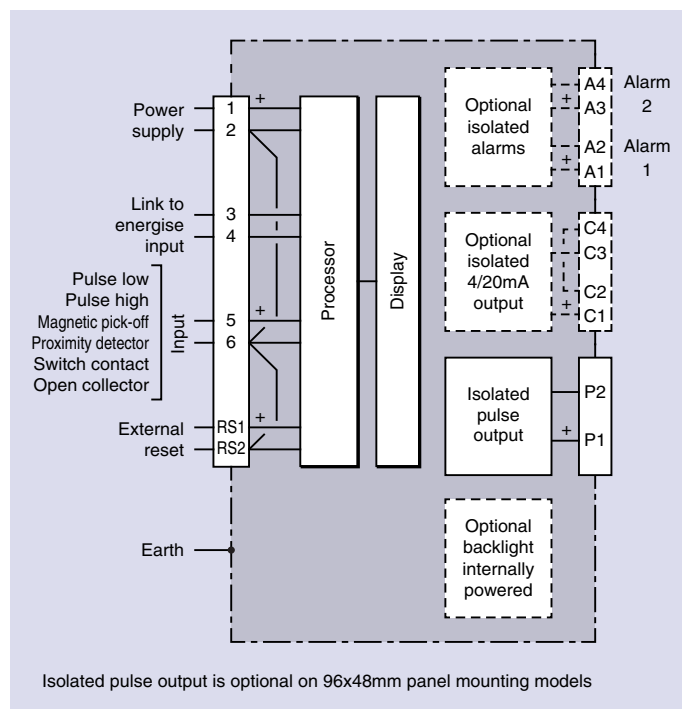 Power
supply
1
+
2
Link to
energise
input
3
4
Pulse low
Pulse high
Magnetic pick-off
Proximity detector
Switch contact
Open collector
Input
5
+
6
External
reset
RS1
+
RS2
Earth
Processor
Display
Optional
isolated
alarms
A4
+
A3
A2
+
A1
Alarm
2
Alarm
1
Optional
isolated
4/20mA
output
C4
C3
C2
+
C1
Isolated
pulse
output
P2
+
P1
Optional
backlight
internally
powered
Isolated pulse output is optional on 96x48mm panel mounting models